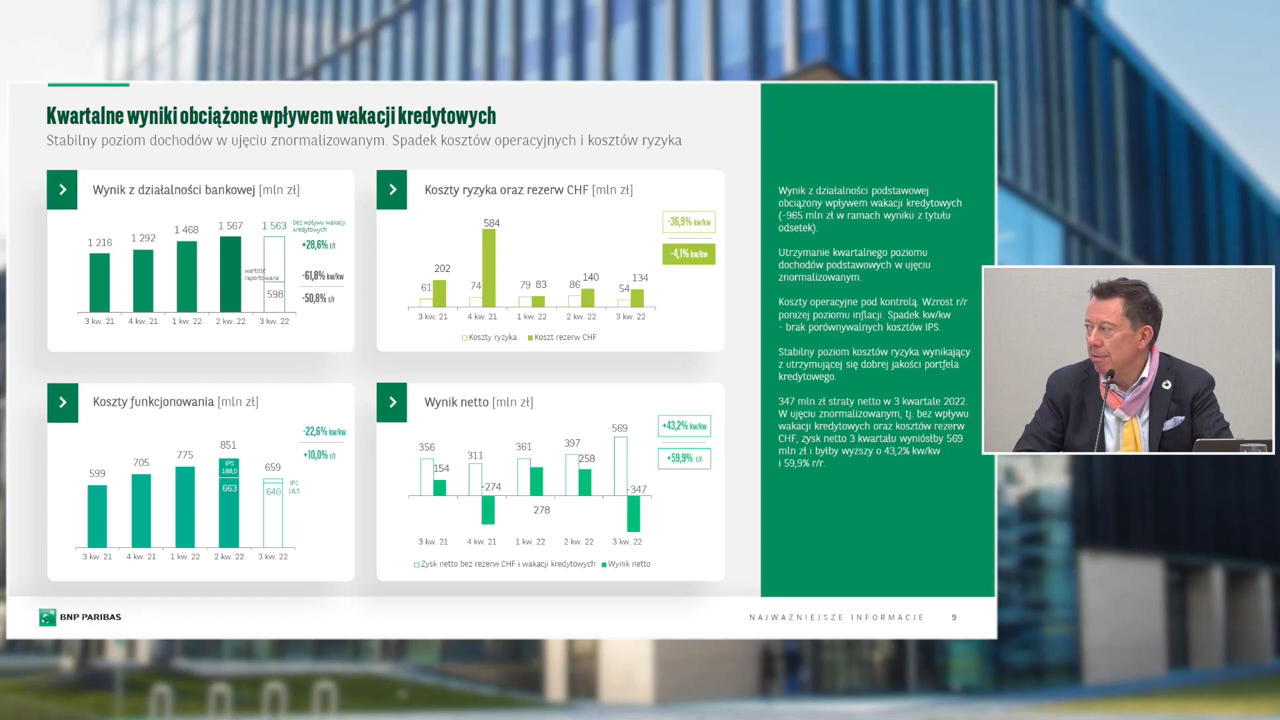 Kwartalne wyniki obciążone wpływem wakacji kredytowych
Stabilny poziom dochodów w ujęciu znormalizowanym. Spadek kosztów operacyjnych i kosztów ryzyka
Wynik z działalności bankowej [mln zł]
1 216
1 292
1 468
1 567
1 563
bez wpływu wakacji
kredytowych
+28,6% r/r
wartość
raportowana
598
-61,8% kw/kw
-50,8% r/r
3 kw. 21
4 kw. 21
1 kw. 22
2 kw. 22
3 kw. 22
Koszty ryzyka oraz rezerw CHF [mln zł]
61
202
74
584
79
83
86
140
54
134
-36,9% kw/kw
-4,1% kw/kw
3 kw. 21
4 kw. 21
1 kw. 22
2 kw. 22
3 kw. 22
Koszty ryzyka
Koszt rezerw CHF
Koszty funkcjonowania [mln zł]
599
705
775
851
IPS
188,0
663
659
640
IPS
18,5
-22,6% kw/kw
+10,0% r/r
3 kw. 21
4 kw. 21
1 kw. 22
2 kw. 22
3 kw. 22
Wynik netto [mln zł]
356
154
311
-274
361
278
397
258
569
-347
+43,2% kw/kw
+59,9% r/r
3 kw. 21
4 kw. 21
1 kw. 22
2 kw. 22
3 kw. 22
Zysk netto bez rezerw CHF i wakacji kredytowych
Wynik netto
Wynik z działalności podstawowej
obciążony wpływem wakacji kredytowych
(-965 mln zł w ramach wyniku z tytułu
odsetek).
Utrzymanie kwartalnego poziomu
dochodów podstawowych w ujęciu
znormalizowanym.
Koszty operacyjne pod kontrolą. Wzrost r/r
poniżej poziomu inflacji. Spadek kw/kw
- brak porównywalnych kosztów IPS.
Stabilny poziom kosztów ryzyka wynikający
z utrzymującej się dobrej jakości portfela
kredytowego.
347 mln zł straty netto w 3 kwartale 2022.
W ujęciu znormalizowanym, tj. bez wpływu
wakacji kredytowych oraz kosztów rezerw
CHF, zysk netto 3 kwartału wyniósłby 569
mln zł i byłby wyższy o 43,2% kw/kw
i 59,9% r/r.
BNP PARIBAS
NAJWAŻNIEJSZE INFORMACJE
9